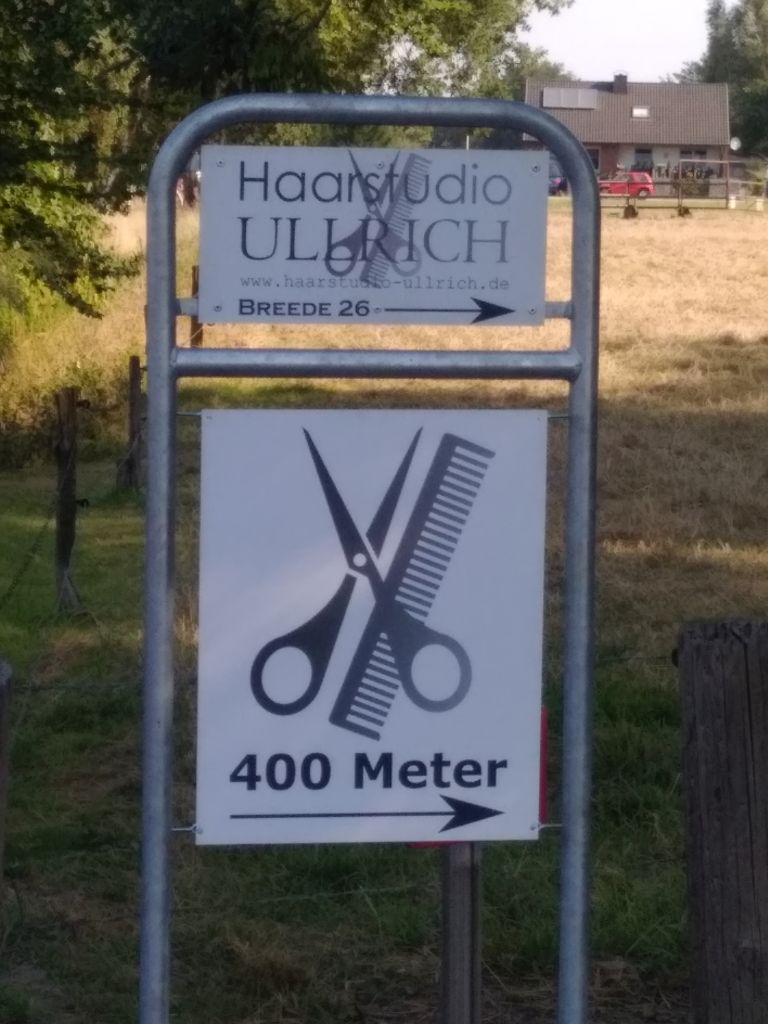 Haarstudio
ULLRICH
www.haarstudio-ullrich.de
BREEDE 26
400 Meter